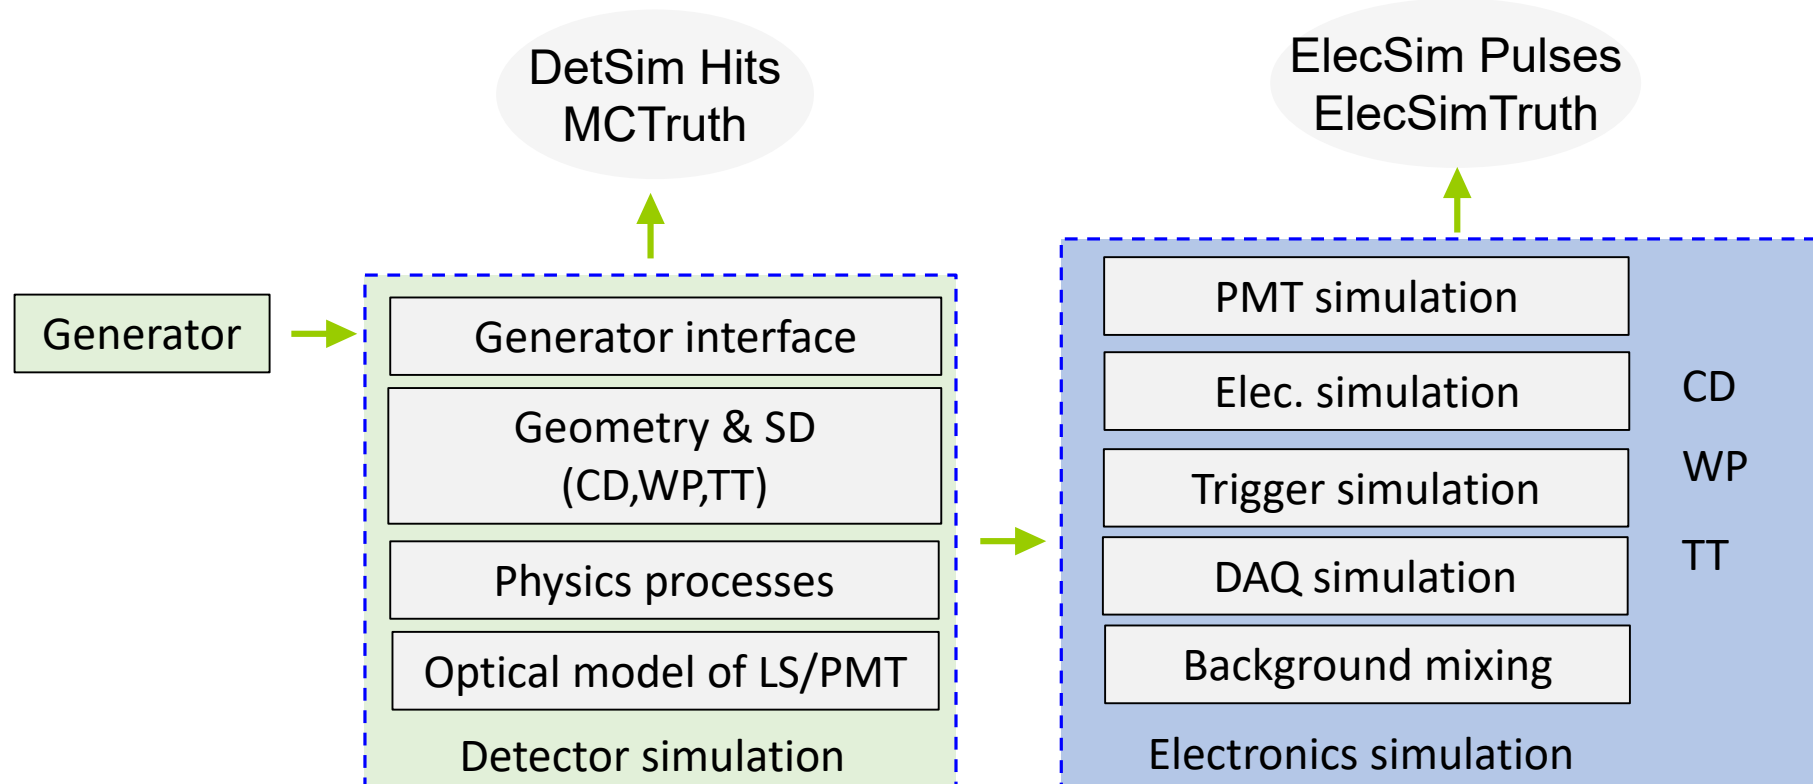 DetSim Hits
MCTruth
ElecSim Pulses
ElecSimTruth
Generator
Generator interface
Geometry & SD
(CD,WP,TT)
Physics processes
Optical model of LS/PMT
Detector simulation
PMT simulation
Elec. simulation
Trigger simulation
DAQ simulation
Background mixing
CD
WP
TT
Electronics simulation